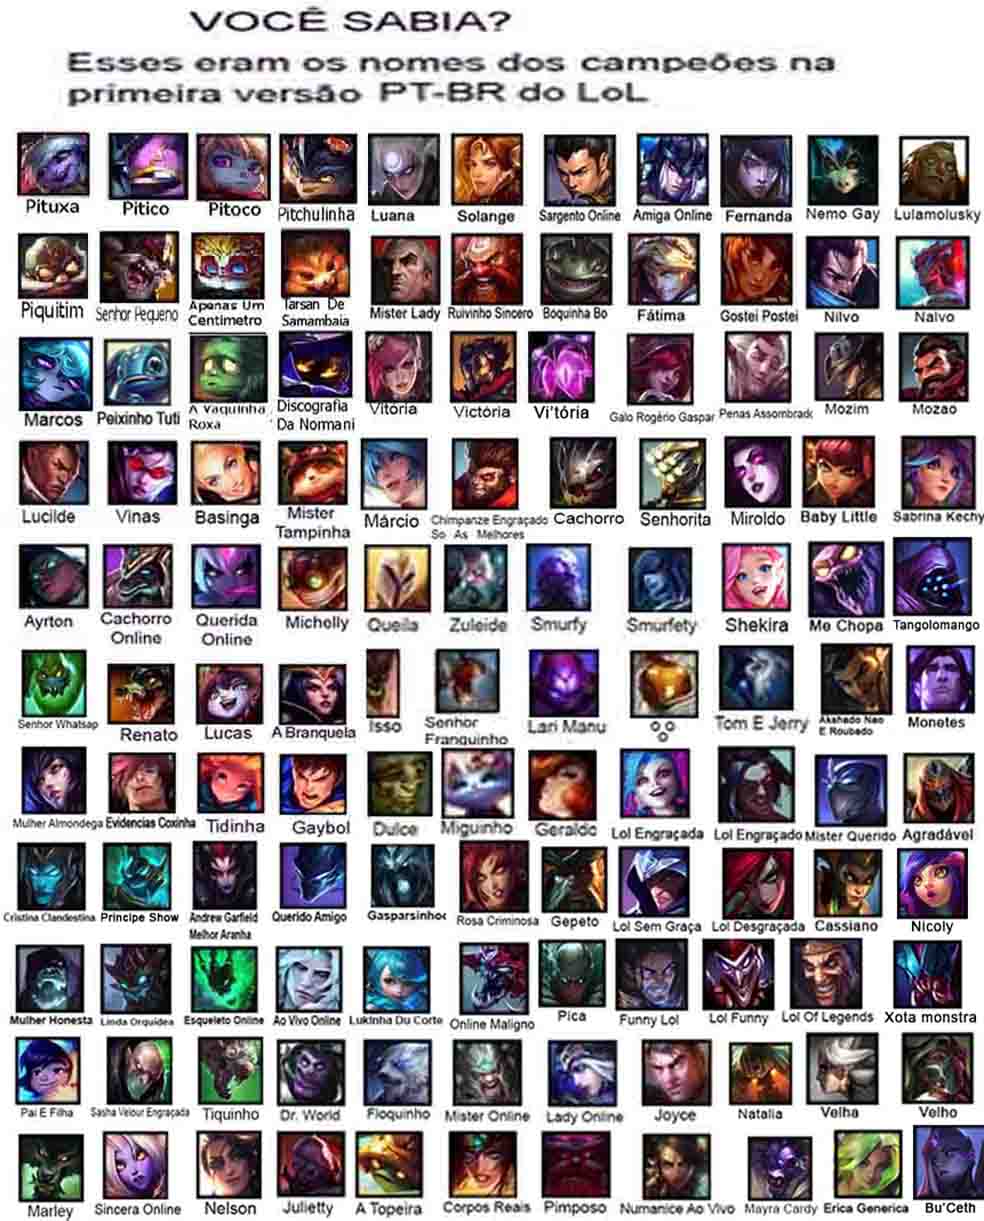 VOCÊ SABIA?
Esses eram os nomes dos campeões na
primeira versão PT-BR do LoL
Pituxa Pitico Pitoco Pitchulinha Luana Solange Sargento Online Amiga Online Fernanda Nemo Gay Lulamolusky
Piquitim Senhor Pequeno Apenas Um Centimetro Tarsan De Samambaia Mister Lady Ruivinho Sincero Boquinha Bo Fátima Gostei Postei Nilvo Nalvo
Marcos Peixinho Tuti A Vaquinha Roxa Discografia Da Normani Vitória Victória Vi'tória Galo Rogério Gaspar Penas Assombrack Mozim Mozao
Lucilde Vinas Basinga Mister Tampinha Márcio Chimpanze Engraçado So As Melhores Cachorro Senhorita Miroldo Baby Little Sabrina Kechy
Ayrton Cachorro Online Querida Online Michelly Queila Zuleide Smurfy Smurfety Shekira Me Chopa Tangolomango
Senhor Whatsap Renato Lucas A Branquela Isso Senhor Franguinho Lari Manu Tom E Jerry Akshado Nao E Roubado Monetes
Mulher Almondega Evidencias Coxinha Tidinha Gaybol Dulce Miguinho Geraldo Lol Engraçada Lol Engraçado Mister Querido Agradável
Cristina Clandestina Principe Show Andrew Garfield Melhor Aranha Querido Amigo Gasparsinhoc Rosa Criminosa Gepeto Lol Sem Graça Lol Desgraçada Cassiano Nicoly
Mulher Honesta Linda Orquídea Esqueleto Online Ao Vivo Online Lukinha Du Corte Online Maligno Pica Funny Lol Lol Funny Lol Of Legends Xota monstra
Pai E Filha Sasha Velour Engraçada Tiquinho Dr. World Floquinho Mister Online Lady Online Joyce Natalia Velha Velho
Marley Sincera Online Nelson Julietty A Topeira Corpos Reais Pimposo Numanice Ao Vivo Mayra Cardy Erica Generica Bu'Ceth